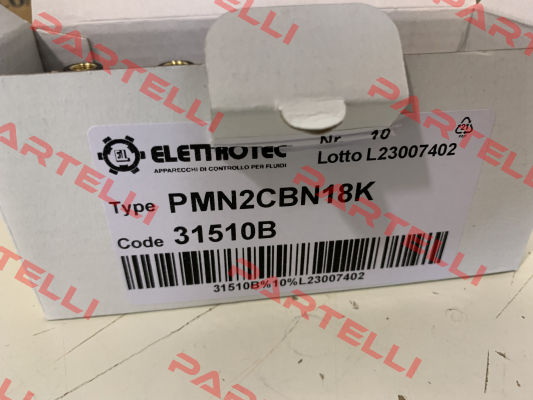 PARTELLI
PARTELLI
PARTELLI
Nr 10
ELETTROTEC
Lotto L23007402
APPARECCHI DI CONTROLLO PER FLUIDI
Type PMN2CBN18K
Code 31510B
31510B%10%L23007402
PARTELLI
PARTELLI
PARTELLI